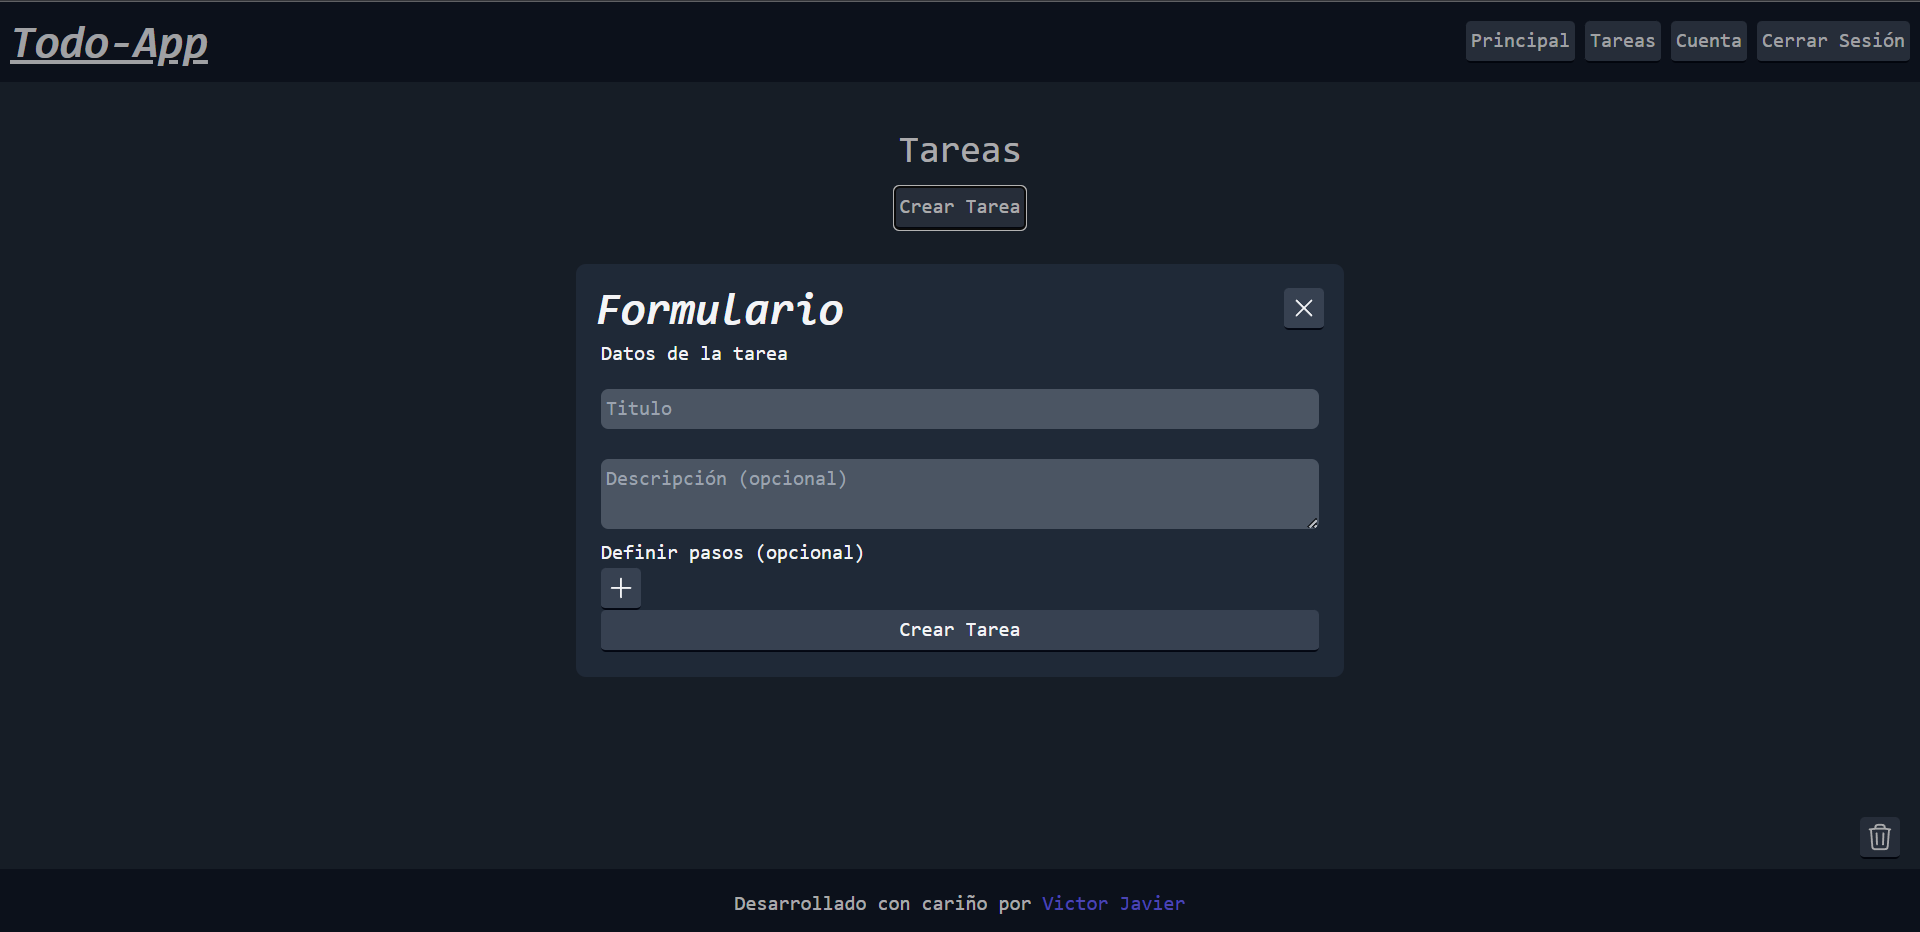 Todo-App
Principal Tareas Cuenta Cerrar Sesión
Tareas
Crear Tarea
Formulario
Datos de la tarea
Titulo
Descripción (opcional)
Definir pasos (opcional)
Crear Tarea
Desarrollado con cariño por Victor Javier